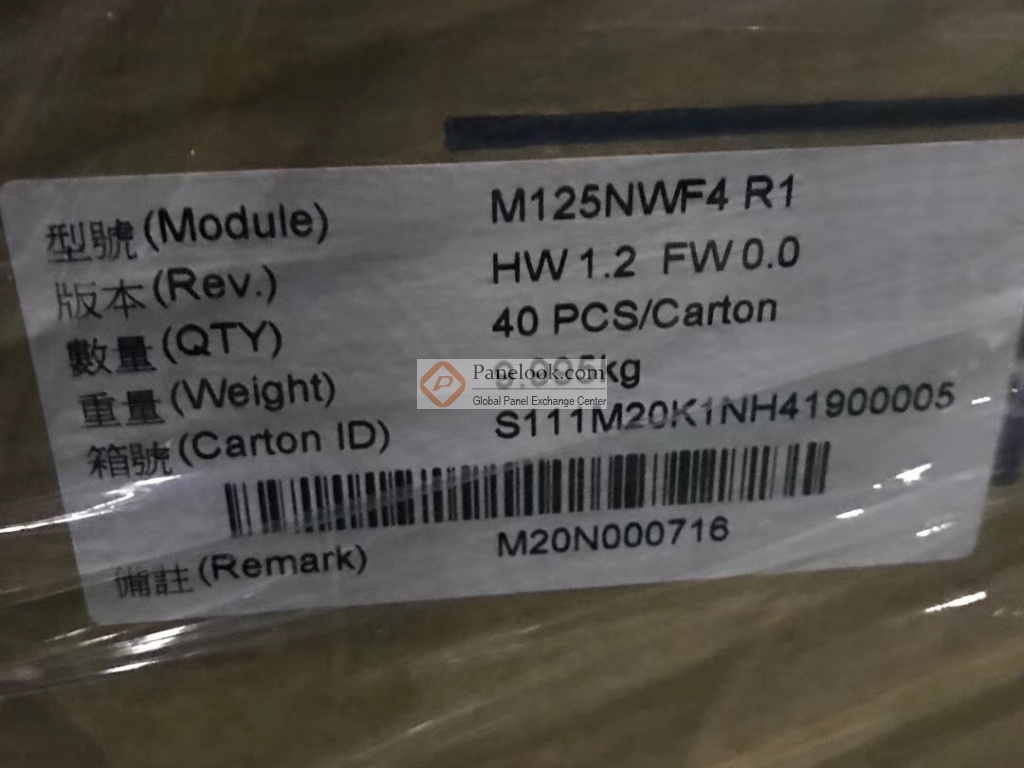 型號(Module) M125NWF4 R1
版本(Rev.) HW 1.2 FW 0.0
數量(QTY) 40 PCS/Carton
重量(Weight) kg
Panelook.com
Global Panel Exchange Center
箱號(Carton ID) S111M20K1NH41900005
備註(Remark) M20N000716